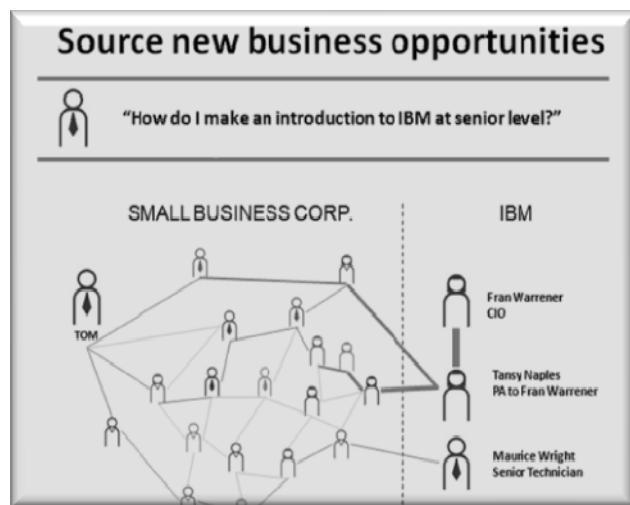 Source new business opportunities
“How do I make an introduction to IBM at senior level?”
SMALL BUSINESS CORP.
IBM
TOM
Fran Warrener
CIO
Tansy Naples
PA to Fran Warrener
Maurice Wright
Senior Technician